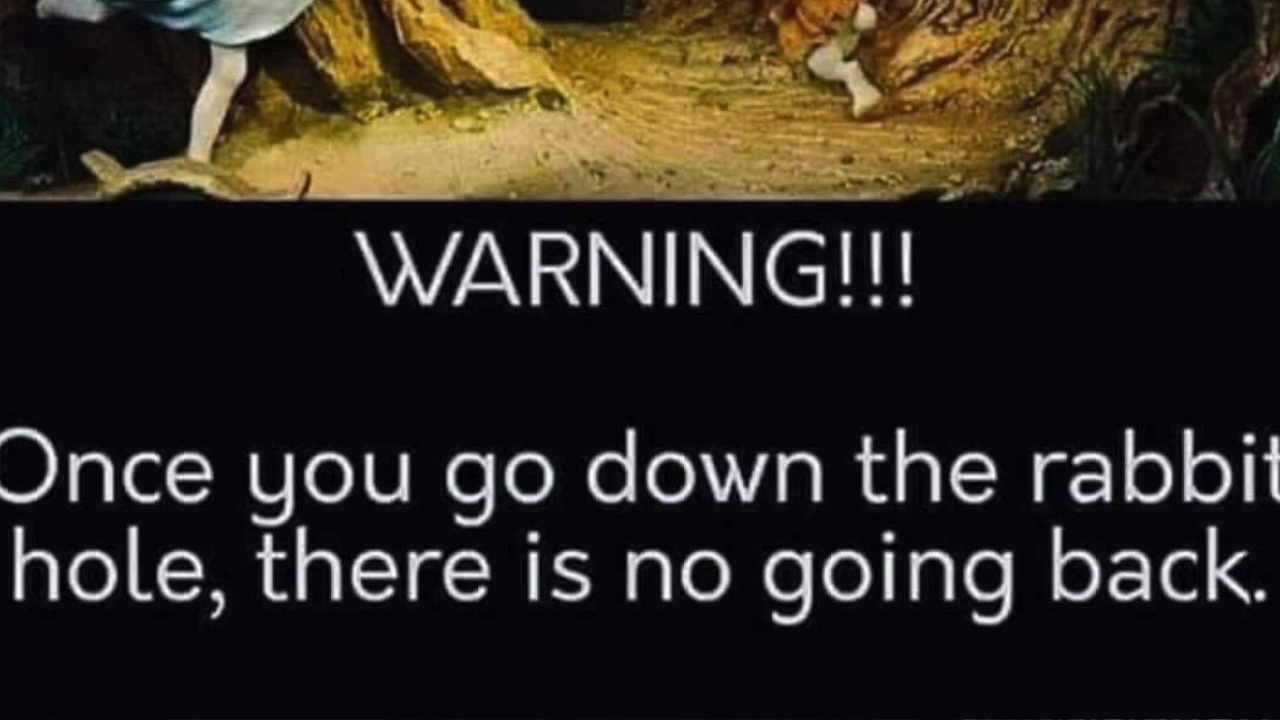 WARNING!!!
Once you go down the rabbit
hole, there is no going back.